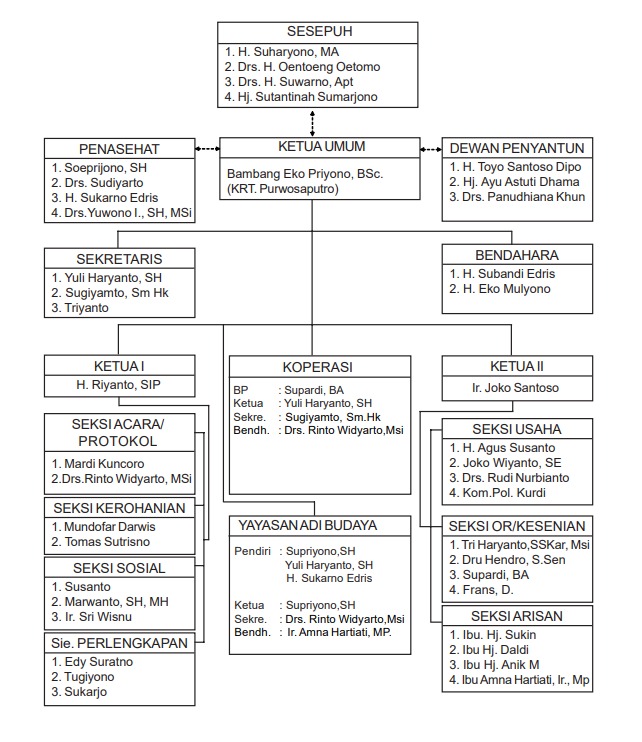 SESEPUH
1. H. Suharyono, MA
2. Drs. H. Oentoeng Oetomo
3. Drs. H. Suwarno, Apt
4. Hj. Sutantinah Sumarjono
PENASEHAT
1. Soeprijono, SH
2. Drs. Sudiyarto
3. H. Sukarno Edris
4. Drs.Yuwono I., SH, MSi
KETUA UMUM
Bambang Eko Priyono, BSc.
(KRT. Purwosaputro)
DEWAN PENYANTUN
1. H. Toyo Santoso Dipo
2. Hj. Ayu Astuti Dhama
3. Drs. Panudhiana Khun
SEKRETARIS
1. Yuli Haryanto, SH
2. Sugiyamto, Sm Hk
3. Triyanto
BENDAHARA
1. H. Subandi Edris
2. H. Eko Mulyono
KETUA I
H. Riyanto, SIP
SEKSI ACARA/
PROTOKOL
1. Mardi Kuncoro
2.Drs.Rinto Widyarto, MSi
SEKSI KEROHANIAN
1. Mundofar Darwis
2. Tomas Sutrisno
SEKSI SOSIAL
1. Susanto
2. Marwanto, SH, MH
3. Ir. Sri Wisnu
Sie. PERLENGKAPAN
1. Edy Suratno
2. Tugiyono
3. Sukarjo
KOPERASI
BP : Supardi, BA
Ketua : Yuli Haryanto, SH
Sekre. : Sugiyamto, Sm.Hk
Bendh. : Drs. Rinto Widyarto,Msi
YAYASAN ADI BUDAYA
Pendiri : Supriyono,SH
Yuli Haryanto, SH
H. Sukarno Edris
Ketua : Supriyono,SH
Sekre. : Drs. Rinto Widyarto,Msi
Bendh. : Ir. Amna Hartiati, MP.
KETUA II
Ir. Joko Santoso
SEKSI USAHA
1. H. Agus Susanto
2. Joko Wiyanto, SE
3. Drs. Rudi Nurbianto
4. Kom.Pol. Kurdi
SEKSI OR/KESENIAN
1. Tri Haryanto,SSKar, Msi
2. Dru Hendro, S.Sen
3. Supardi, BA
4. Frans, D.
SEKSI ARISAN
1. Ibu. Hj. Sukin
2. Ibu Hj. Daldi
3. Ibu Hj. Anik M
4. Ibu Amna Hartiati, Ir., Mp